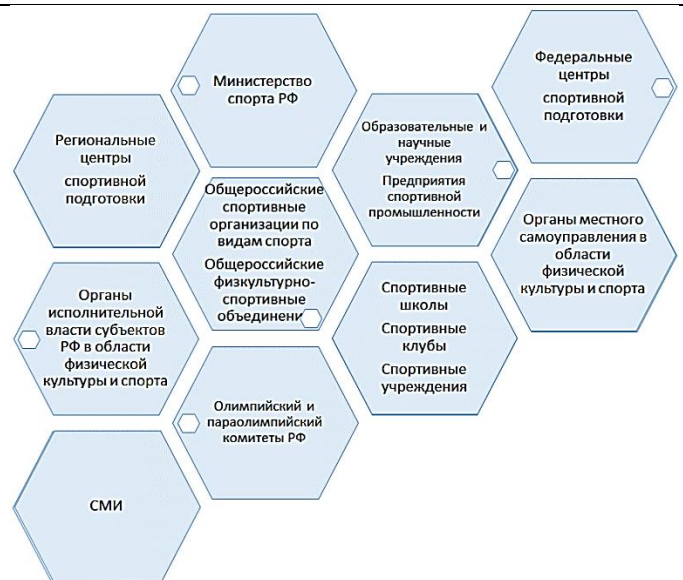 Министерство
спорта РФ
Федеральные
центры
спортивной
подготовки
Региональные
центры
спортивной
подготовки
Образовательные и
научные
учреждения
Предприятия
спортивной
промышленности
Общероссийские
спортивные
организации по
видам спорта
Общероссийские
физкультурно-
спортивные
объединени
Органы местного
самоуправления в
области
физической
культуры и спорта
Органы
исполнительной
власти субъектов
РФ в области
физической
культуры и спорта
Спортивные
школы
Спортивные
клубы
Спортивные
учреждения
Олимпийский и
параолимпийский
комитеты РФ
СМИ